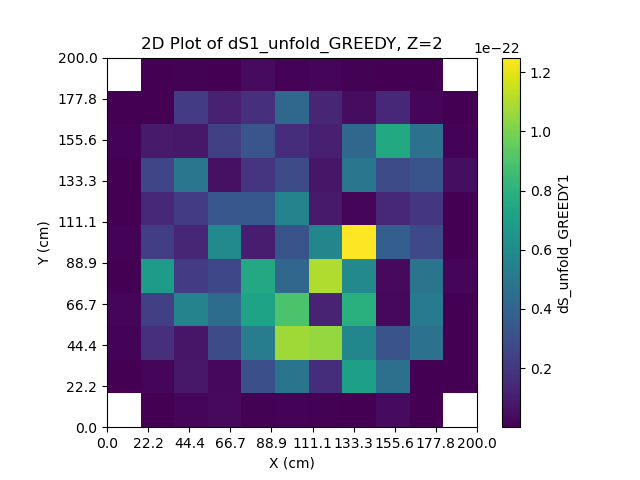 2D Plot of dS1_unfold_GREEDY, Z=2
1e−22
200.0
177.8
155.6
133.3
111.1
88.9
66.7
44.4
22.2
0.0
Y (cm)
0.0 22.2 44.4 66.7 88.9 111.1 133.3 155.6 177.8 200.0
X (cm)
1.2
1.0
0.8
0.6
0.4
0.2
dS_unfold_GREEDY1